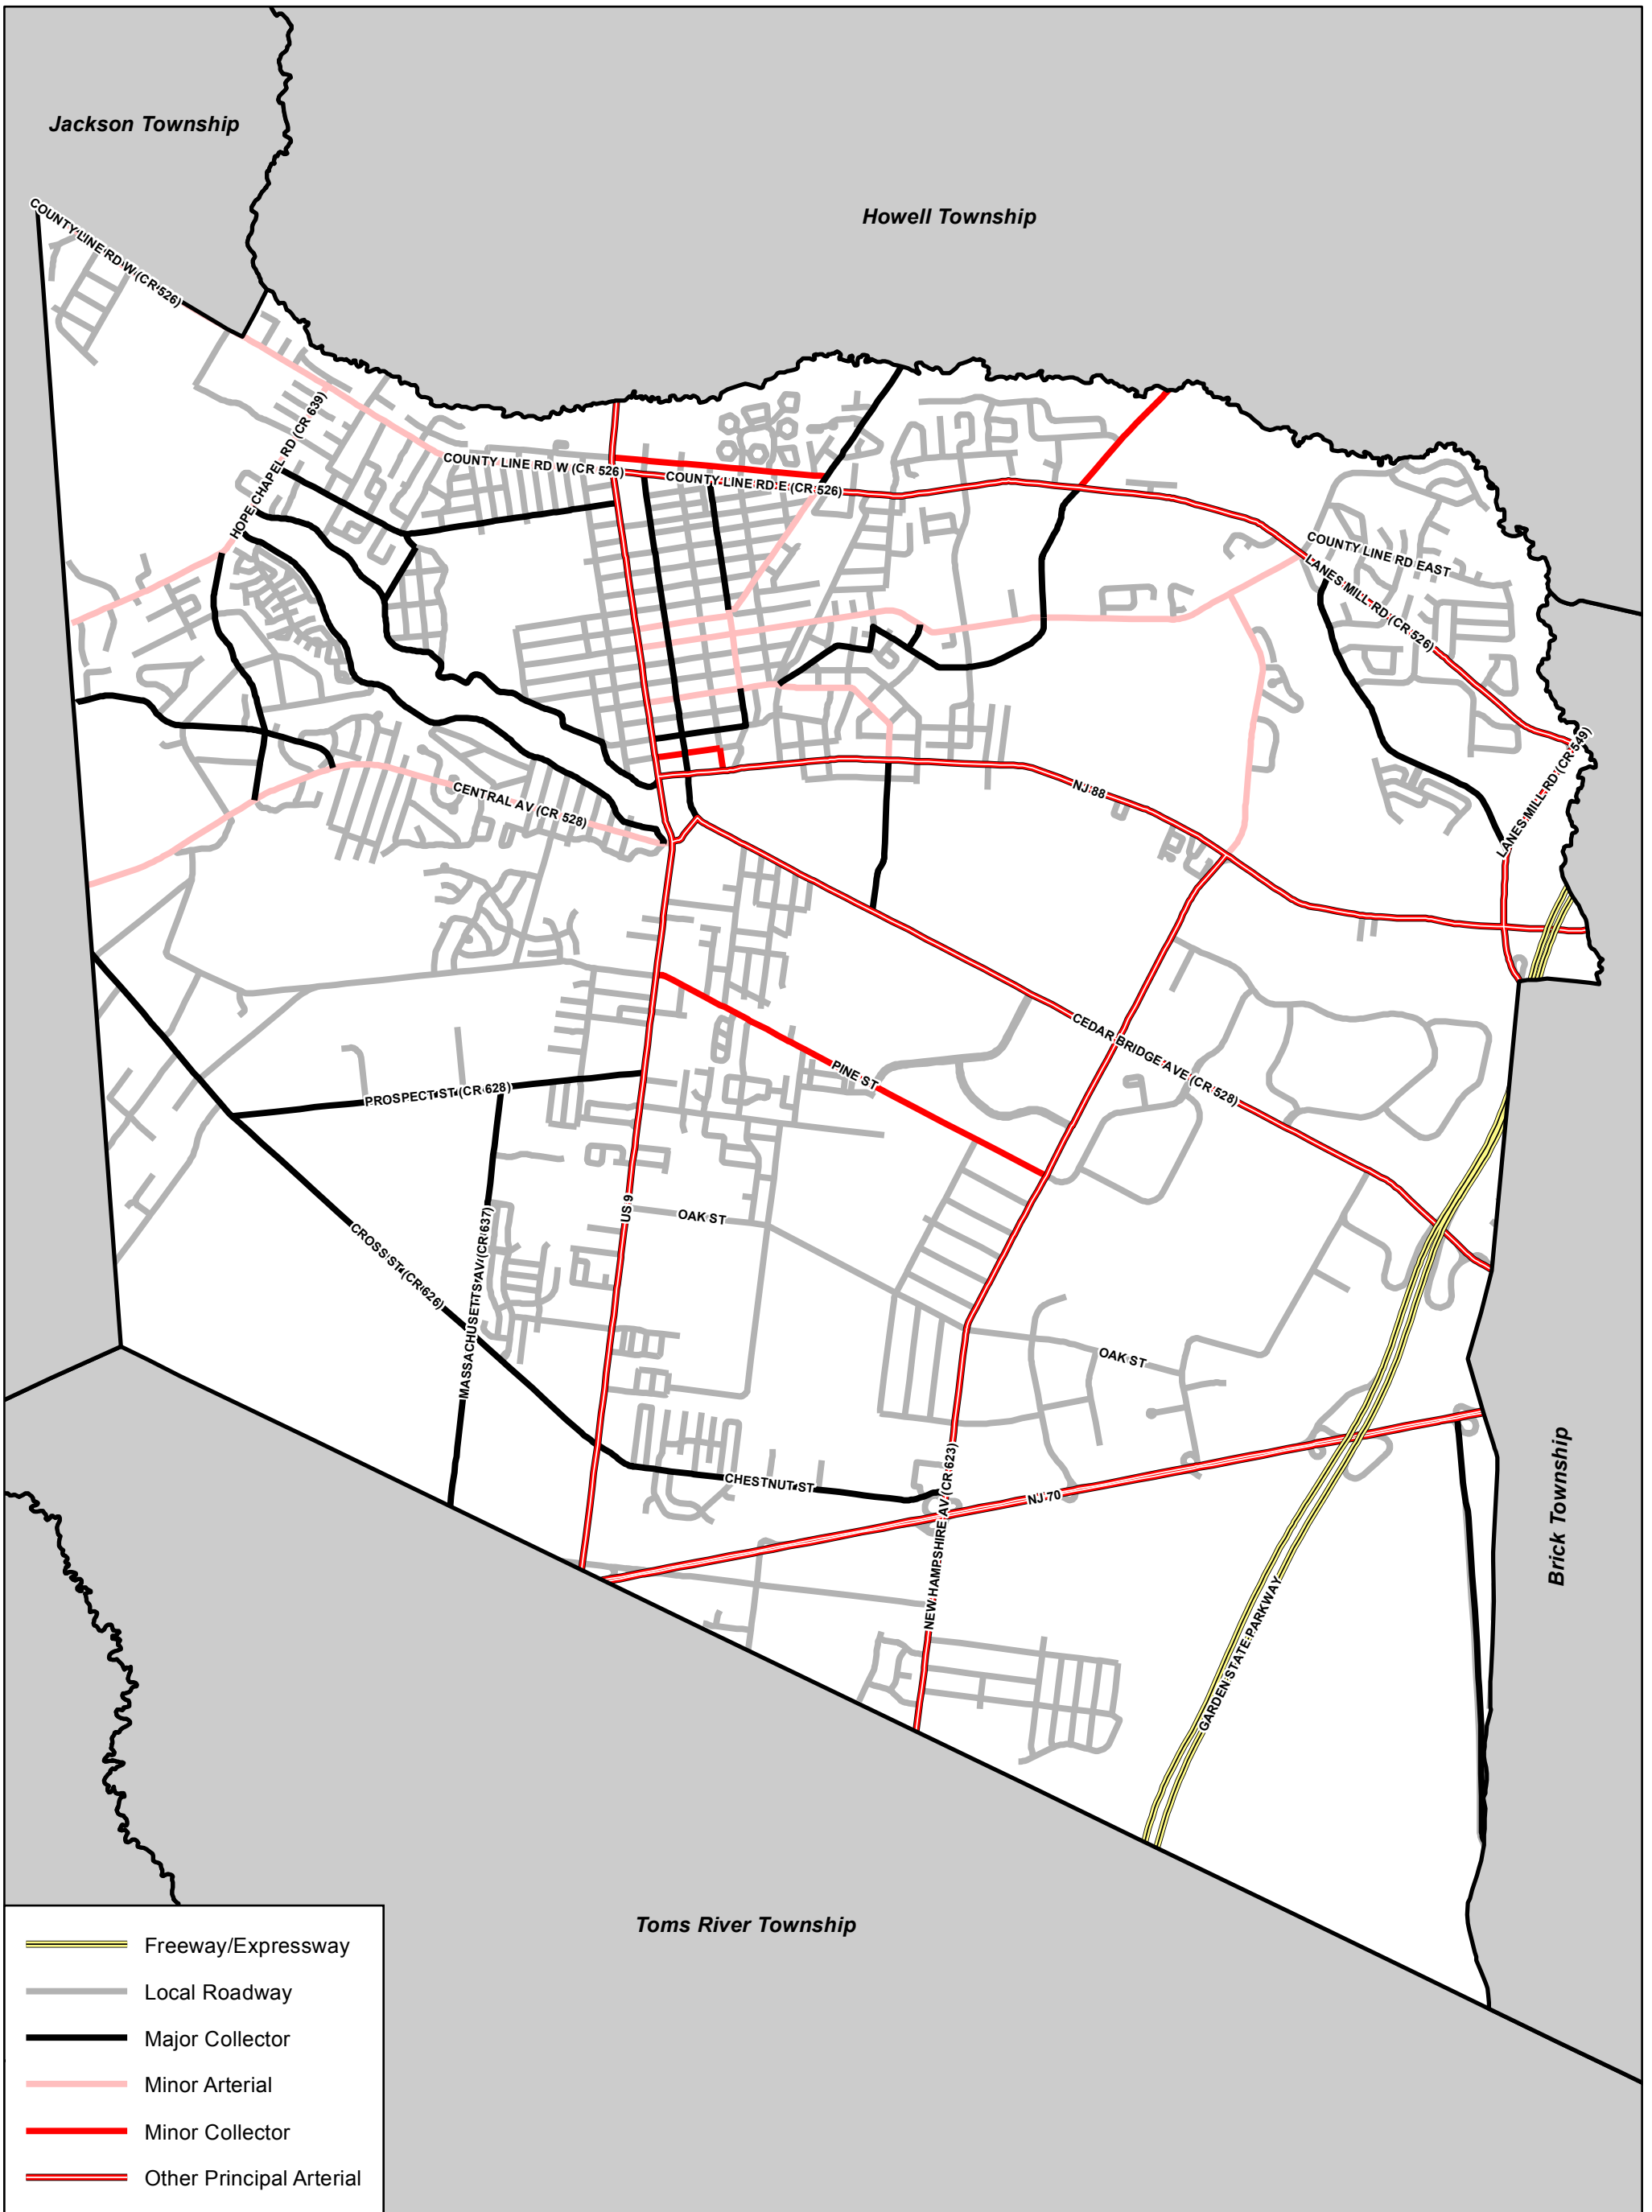 Jackson Township
Howell Township
COUNTY LINE RD W (CR 526)
HOPE CHAPEL RD (CR 639)
COUNTY LINE RD W (CR 526)
COUNTY LINE RD E (CR 526)
COUNTY LINE RD EAST
LANES MILL RD (CR 526)
LANES MILL RD (CR 549)
CENTRAL AV (CR 528)
NJ 88
CEDAR BRIDGE AVE (CR 528)
PINE ST
PROSPECT ST (CR 628)
CROSS ST (CR 626)
MASSACHUSETTS AV (CR 637)
US 9
OAK ST
OAK ST
CHESTNUT ST
NEW HAMPSHIRE AV (CR 623)
NJ 70
GARDEN STATE PARKWAY
Brick Township
Toms River Township
Freeway/Expressway
Local Roadway
Major Collector
Minor Arterial
Minor Collector
Other Principal Arterial